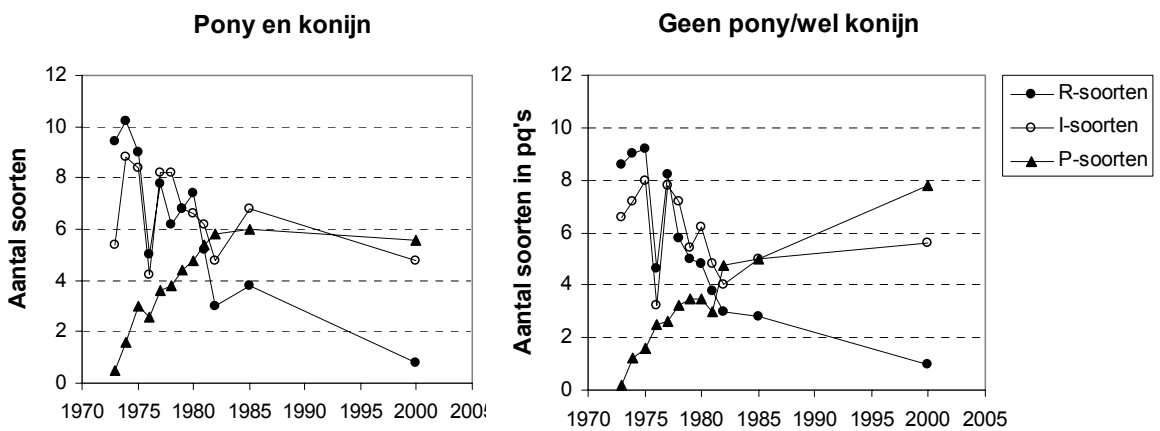 Pony en konijn
Geen pony/wel konijn
Aantal soorten
12
10
8
6
4
2
0
1970 1975 1980 1985 1990 1995 2000 2005
Aantal soorten in pq's
12
10
8
6
4
2
0
1970 1975 1980 1985 1990 1995 2000 2005
R-soorten
I-soorten
P-soorten